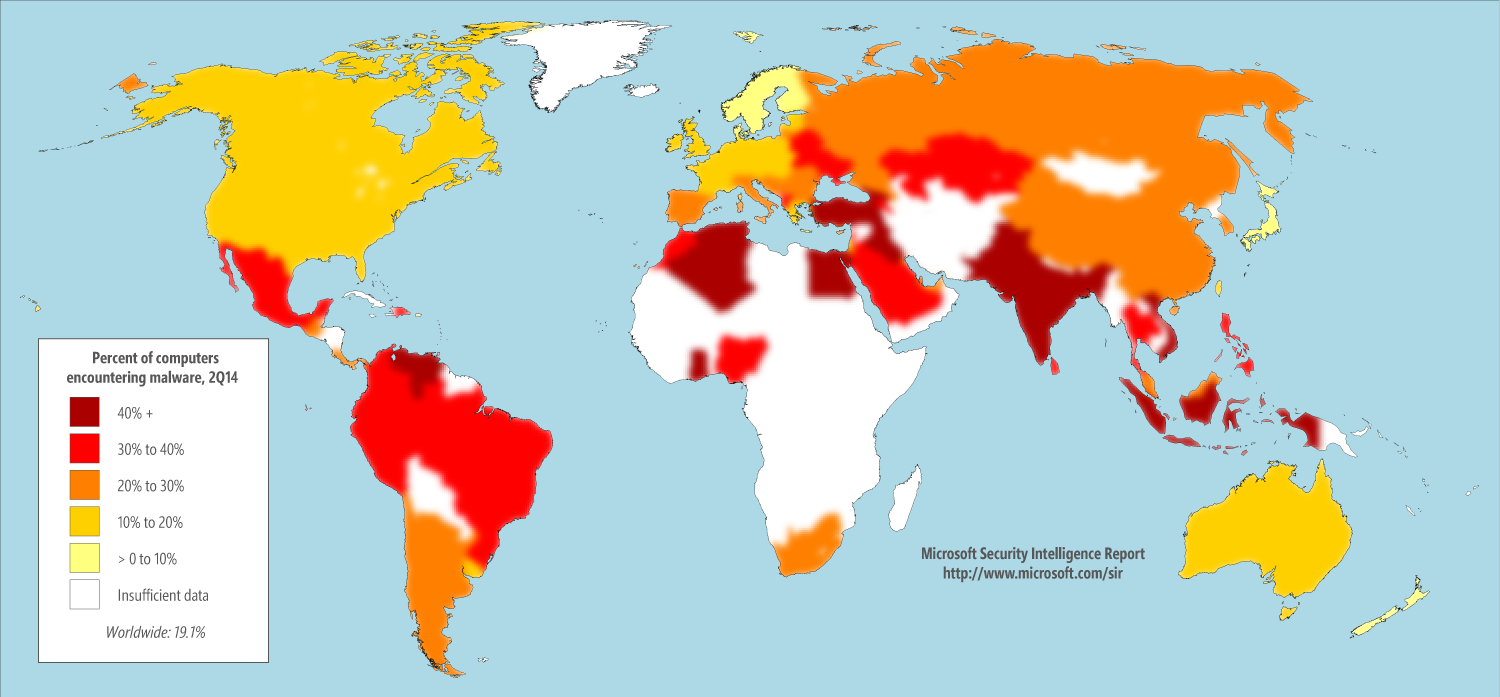 Percent of computers
encountering malware, 2Q14
40% +
30% to 40%
20% to 30%
10% to 20%
> 0 to 10%
Insufficient data
Worldwide: 19.1%
Microsoft Security Intelligence Report
http://www.microsoft.com/sir